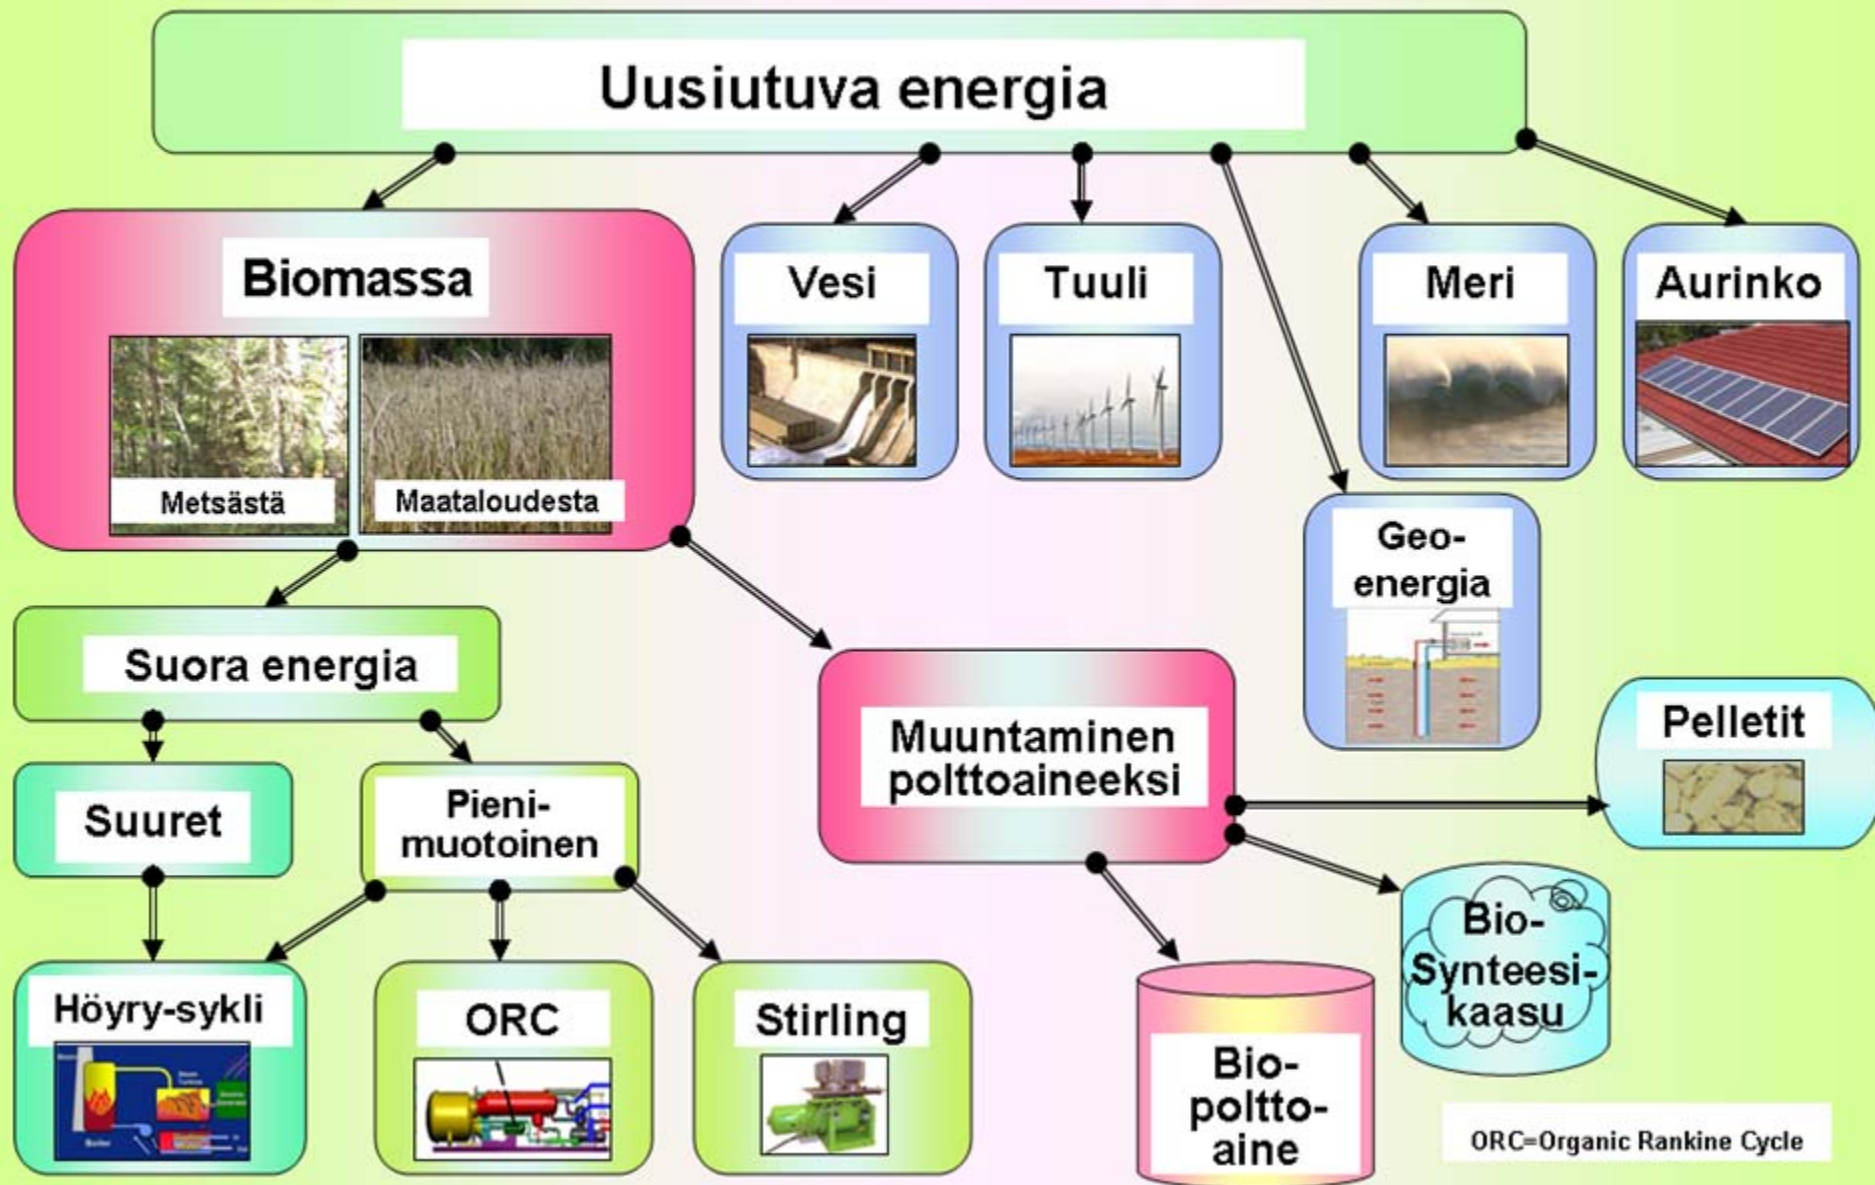 Uusiutuva energia
Biomassa
Metsästä
Maataloudesta
Vesi
Tuuli
Meri
Aurinko
Geo-
energia
Suora energia
Muuntaminen
polttoaineeksi
Pelletit
Suuret
Pieni-
muotoinen
Bio-
Synteesi-
kaasu
Höyry-sykli
Boiler
ORC
Stirling
Bio-
poltto-
aine
ORC=Organic Rankine Cycle